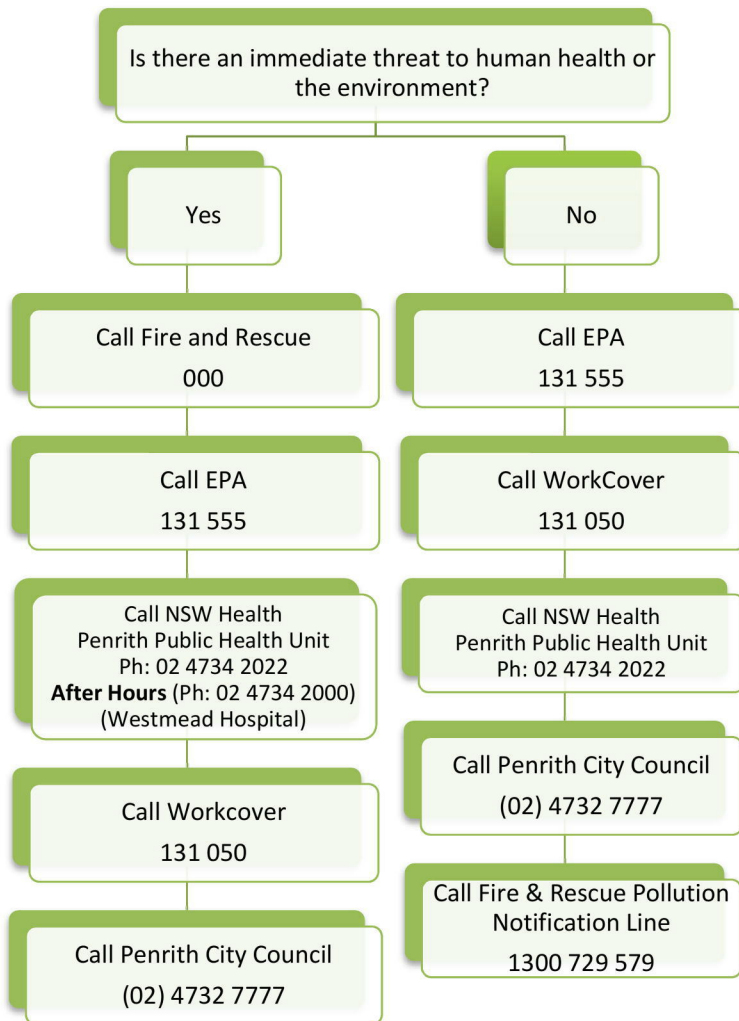 Is there an immediate threat to human health or
the environment?
Yes
Call Fire and Rescue
000
Call EPA
131 555
Call NSW Health
Penrith Public Health Unit
Ph: 02 4734 2022
After Hours (Ph: 02 4734 2000)
(Westmead Hospital)
Call Workcover
131 050
Call Penrith City Council
(02) 4732 7777
No
Call EPA
131 555
Call WorkCover
131 050
Call NSW Health
Penrith Public Health Unit
Ph: 02 4734 2022
Call Penrith City Council
(02) 4732 7777
Call Fire & Rescue Pollution
Notification Line
1300 729 579